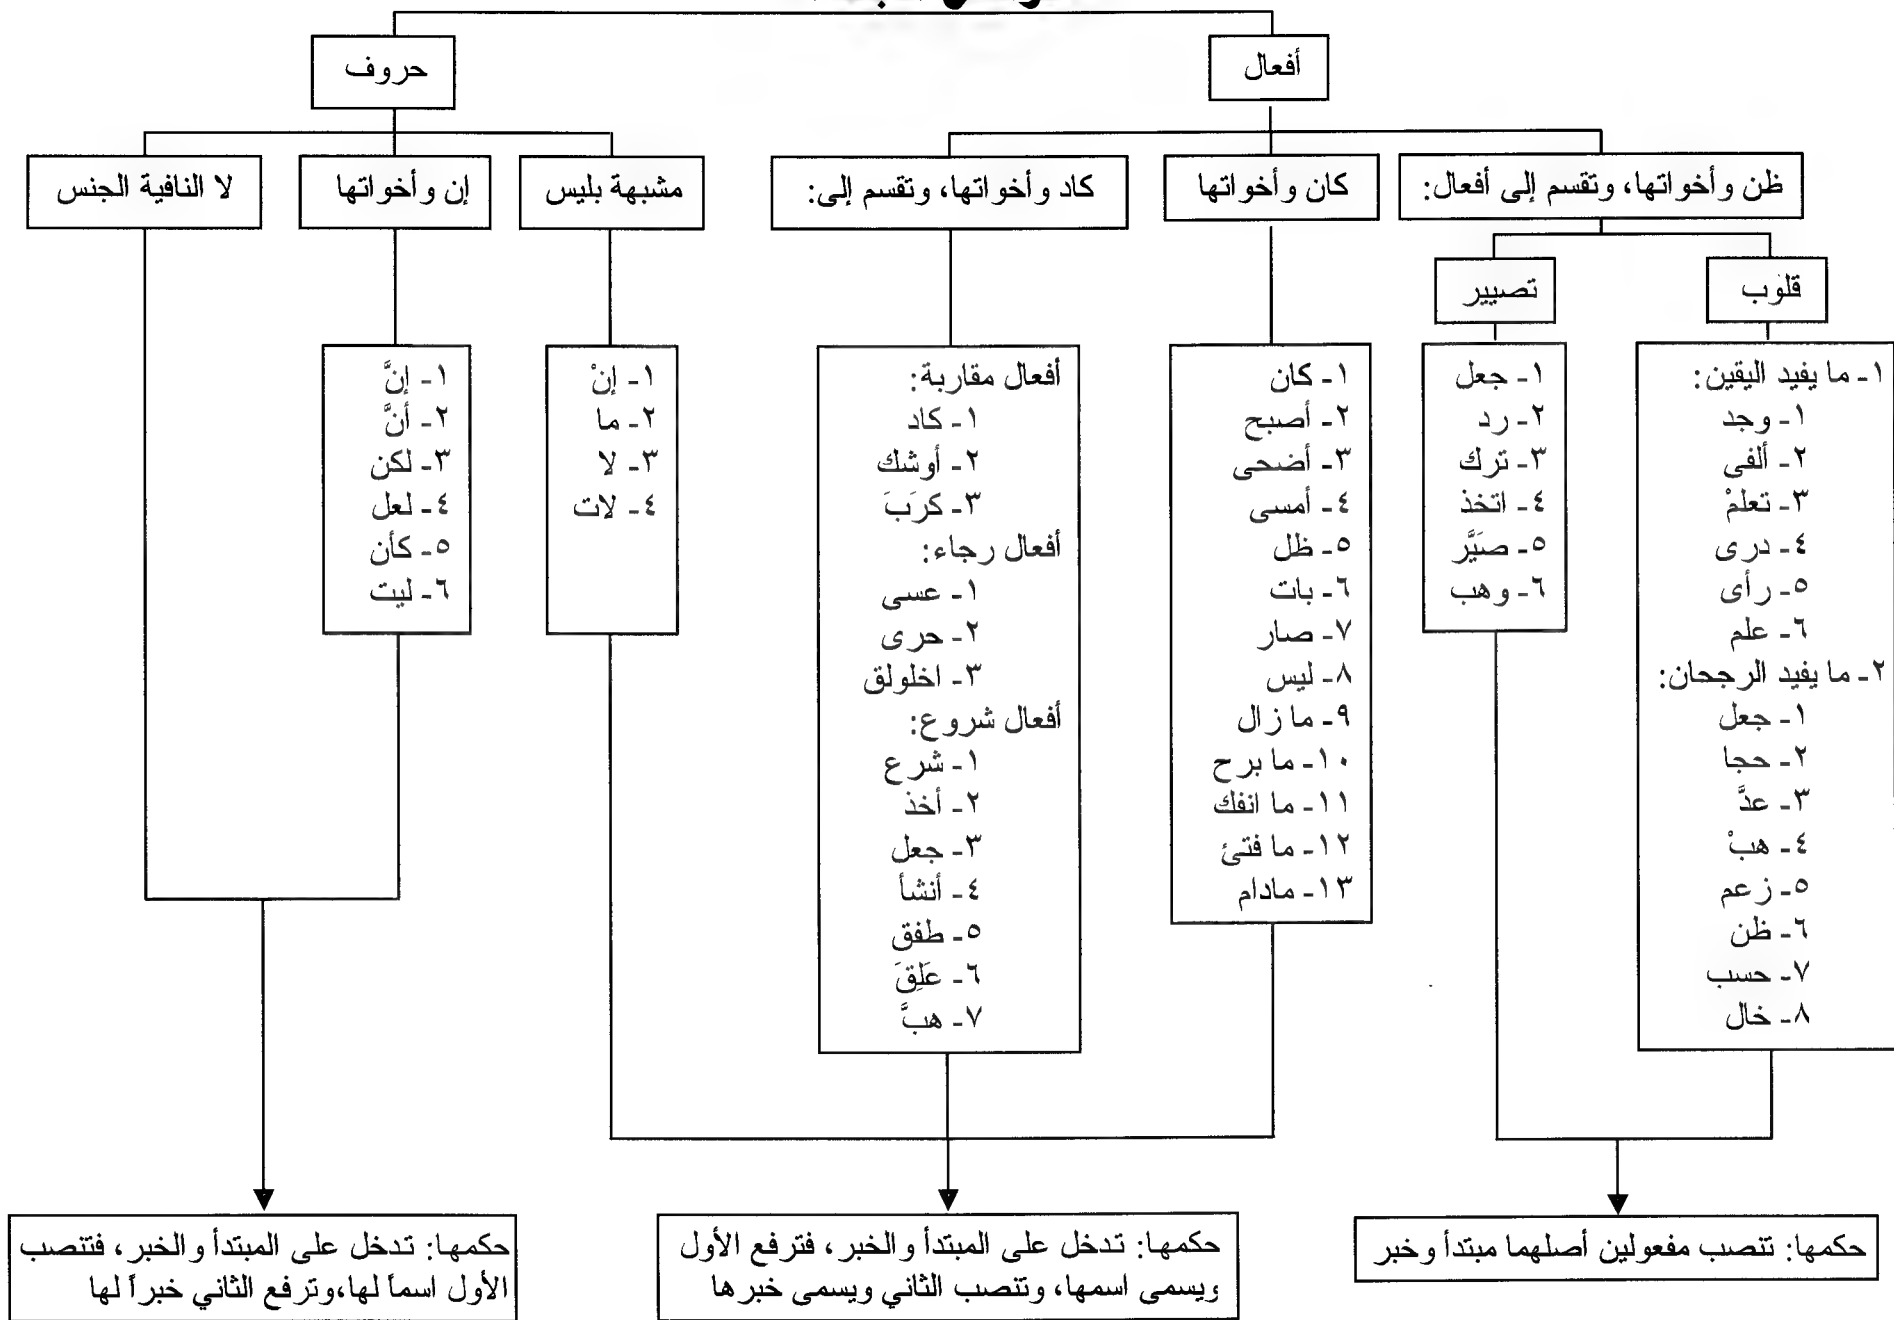 أفعال
حروف
ظن وأخواتها، وتقسم إلى أفعال:
كان وأخواتها
كاد وأخواتها، وتقسم إلى:
مشبهة بليس
إن وأخواتها
لا النافية الجنس
قلوب
تصيير
١- ما يفيد اليقين:
١- وجد
٢- ألفى
٣- تعلمْ
٤- درى
٥- رأى
٦- علم
٢- ما يفيد الرجحان:
١- جعل
٢- حجا
٣- عدَّ
٤- هبْ
٥- زعم
٦- ظن
٧- حسب
٨- خال
١- جعل
٢- رد
٣- ترك
٤- اتخذ
٥- صيَّر
٦- وهب
١- كان
٢- أصبح
٣- أضحى
٤- أمسى
٥- ظل
٦- بات
٧- صار
٨- ليس
٩- ما زال
١٠- ما برح
١١- ما انفك
١٢- ما فتئ
١٣- مادام
أفعال مقاربة:
١- كاد
٢- أوشك
٣- كرَبَ
أفعال رجاء:
١- عسى
٢- حرى
٣- اخلولق
أفعال شروع:
١- شرع
٢- أخذ
٣- جعل
٤- أنشأ
٥- طفق
٦- عَلِقَ
٧- هبَّ
١- إنْ
٢- ما
٣- لا
٤- لات
١- إنَّ
٢- أنَّ
٣- لكن
٤- لعل
٥- كأن
٦- ليت
حكمها: تنصب مفعولين أصلهما مبتدأ وخبر
حكمها: تدخل على المبتدأ والخبر، فترفع الأول
ويسمى اسمها، وتنصب الثاني ويسمى خبرها
حكمها: تدخل على المبتدأ والخبر، فتنصب
الأول اسماً لها، وترفع الثاني خبراً لها